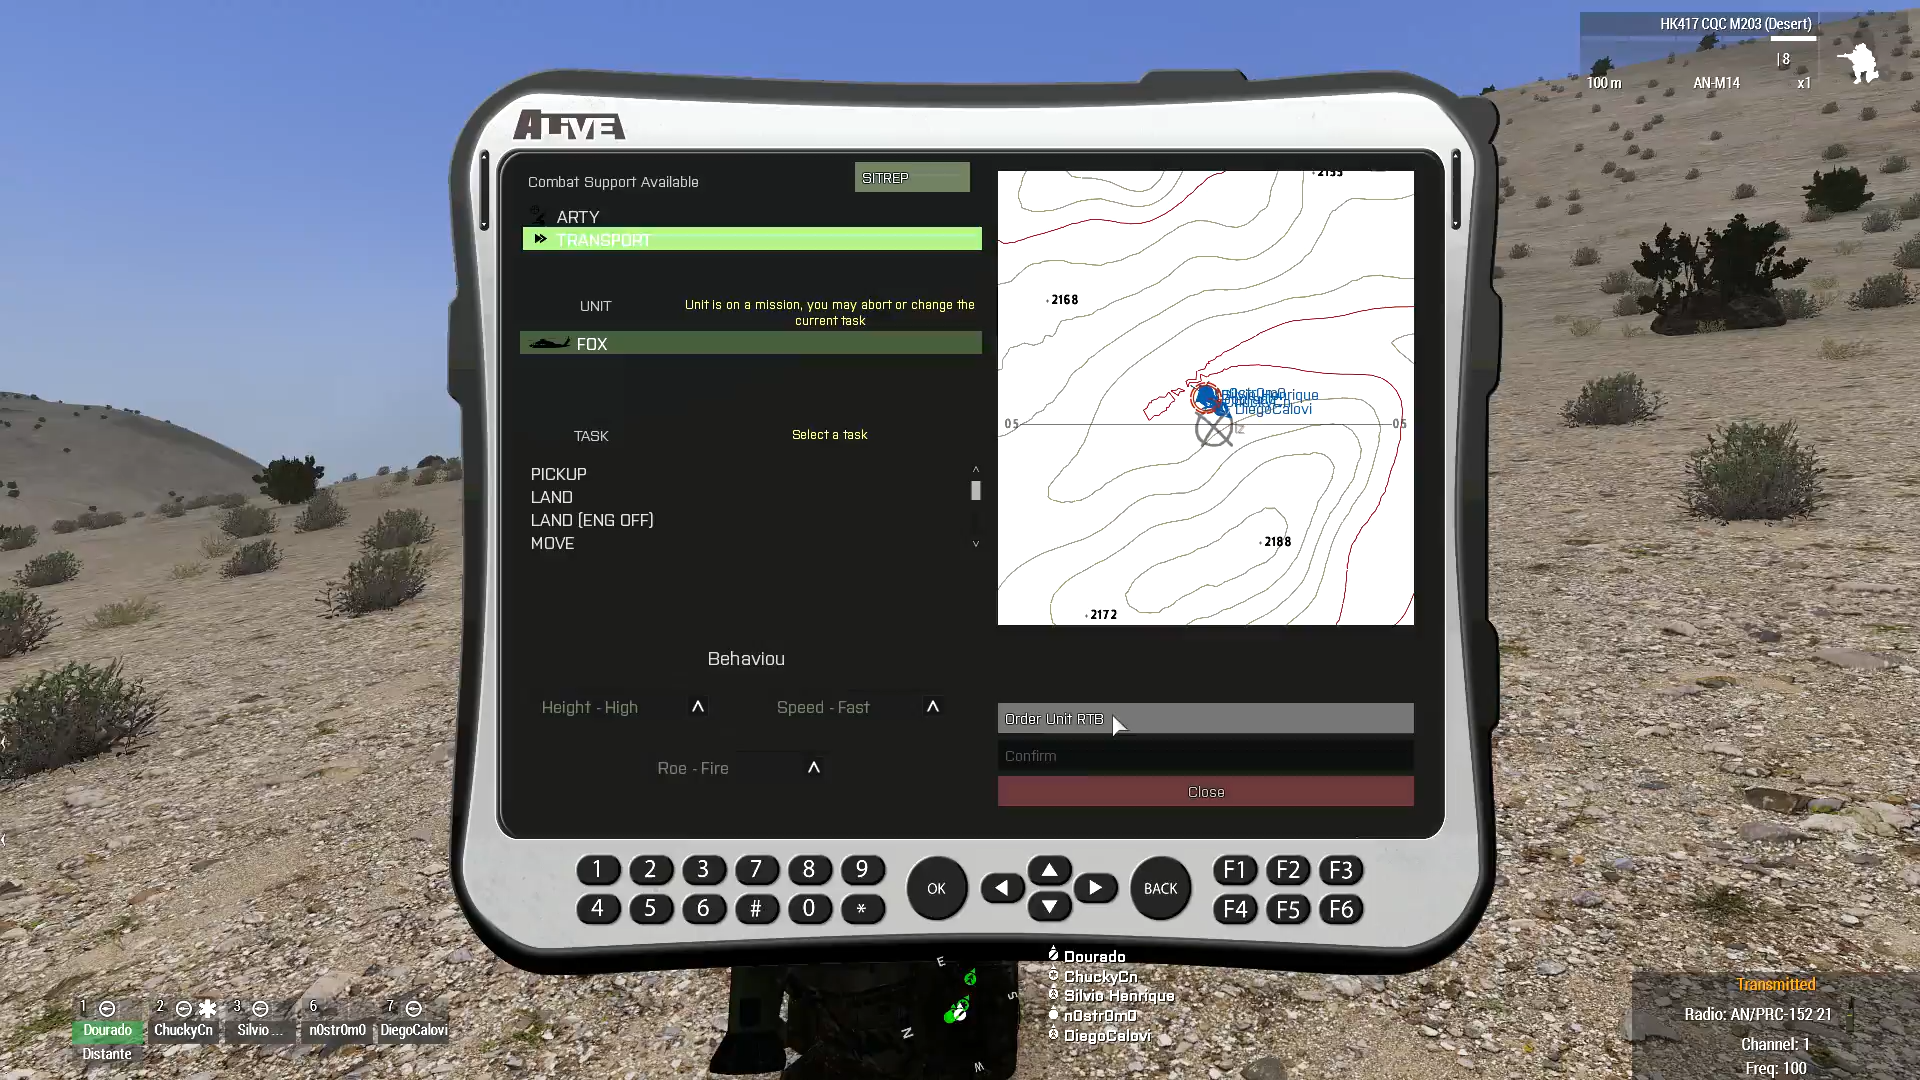 HK417 CQC M203 (Desert)
| 8
100 m AN-M14 x1
ALiVE
Combat Support Available
SITREP
ARTY
TRANSPORT
UNIT
Unit is on a mission, you may abort or change the
current task
FOX
TASK
Select a task
PICKUP
LAND
LAND (ENG OFF)
MOVE
Behaviou
Height - High
Speed - Fast
Roe - Fire
2155
2168
DiegoCalovi
05
05
lz
2188
2172
Order Unit RTB
Confirm
Close
1 2 3 7 8 9
4 5 6 # 0 *
OK
BACK
F1 F2 F3
F4 F5 F6
E
S
N
W
Dourado
ChuckyCn
Silvio Henrique
n0str0m0
DiegoCalovi
1 2 3 6 7
Dourado ChuckyCn Silvio ... n0str0m0 DiegoCalovi
Distante
Transmitted
Radio: AN/PRC-152 21
Channel: 1
Freq: 100